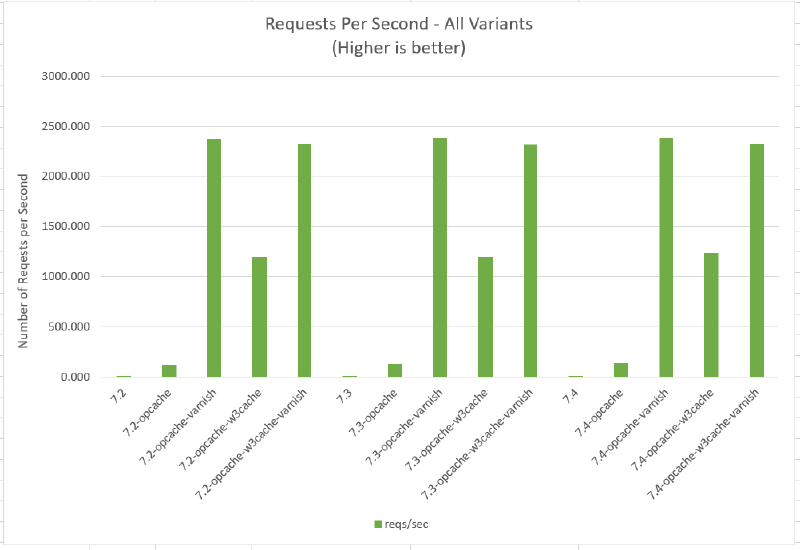 Requests Per Second - All Variants
(Higher is better)
Number of Reqests per Second
3000.000
2500.000
2000.000
1500.000
1000.000
500.000
0.000
7.2
7.2-opcache
7.2-opcache-varnish
7.2-opcache-w3cache
7.2-opcache-w3cache-varnish
7.3
7.3-opcache
7.3-opcache-varnish
7.3-opcache-w3cache
7.3-opcache-w3cache-varnish
7.4
7.4-opcache
7.4-opcache-varnish
7.4-opcache-w3cache
7.4-opcache-w3cache-varnish
reqs/sec